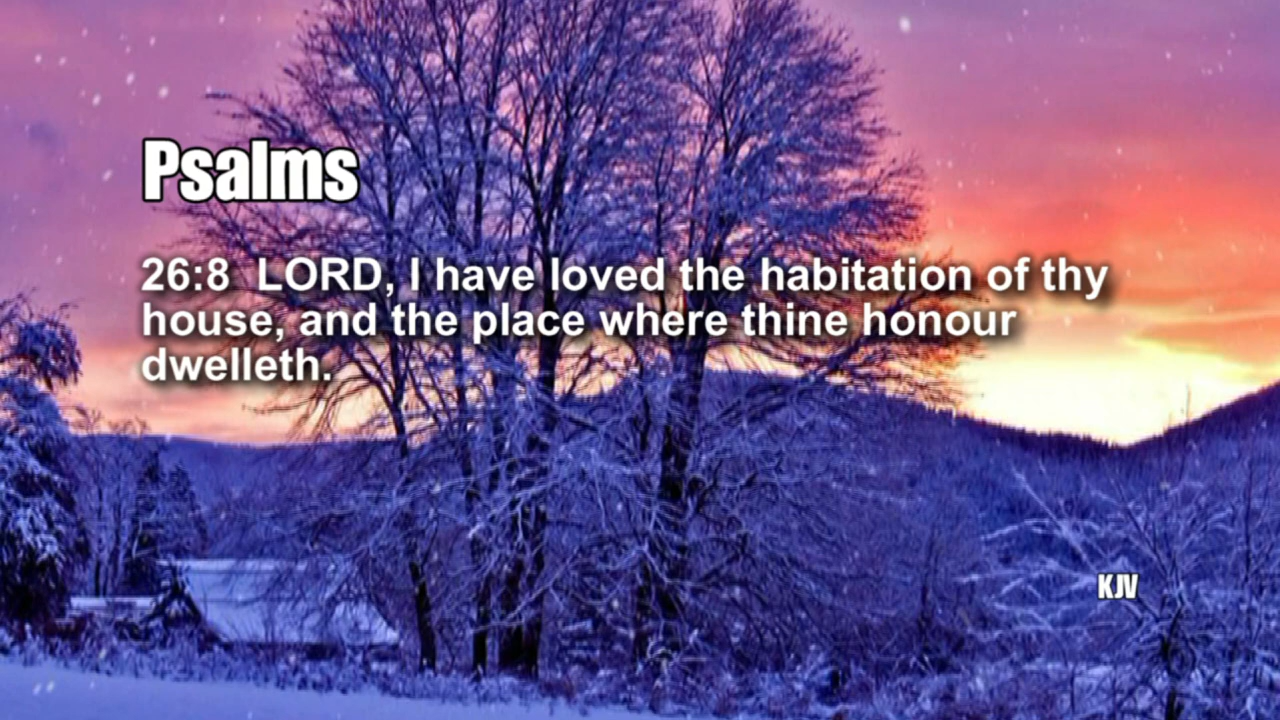 Psalms
26:8  LORD, I have loved the habitation of thy
house, and the place where thine honour
dwelleth.
KJV